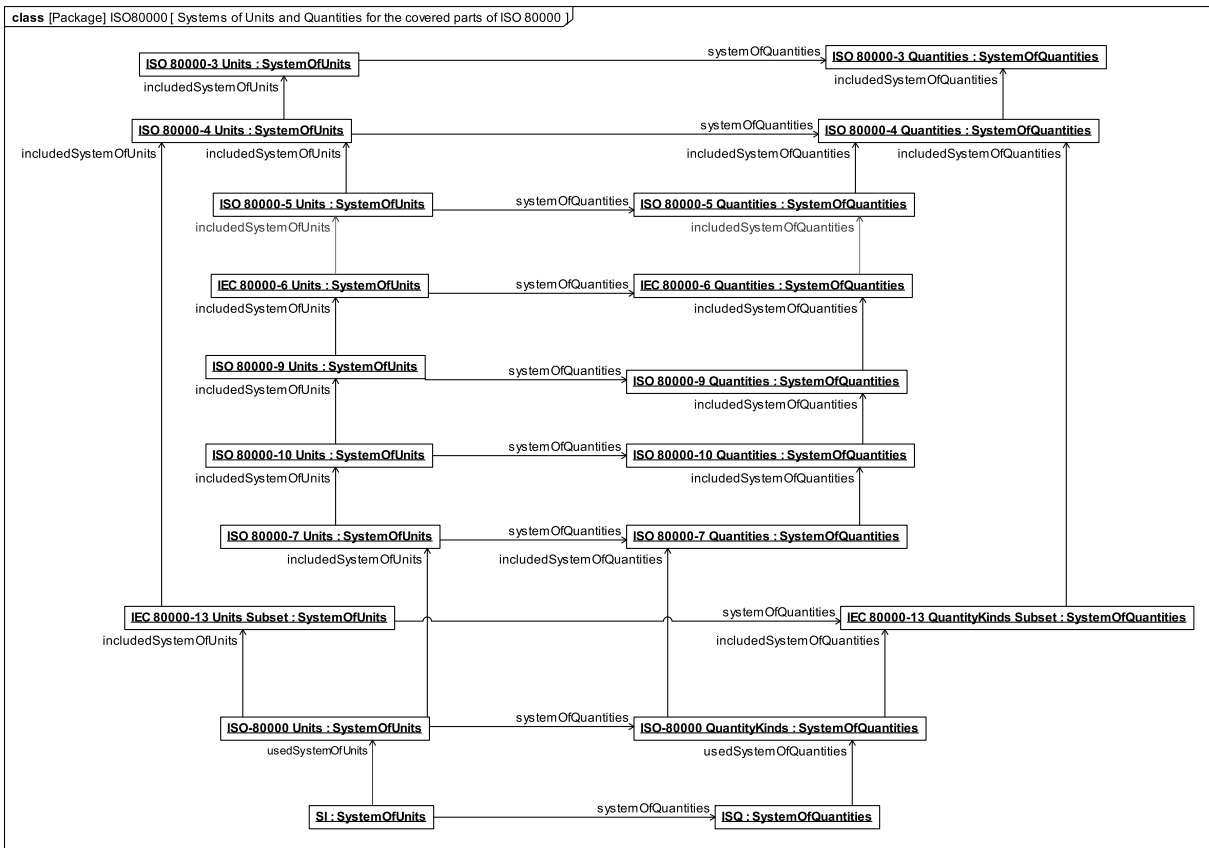 class [Package] ISO80000 [ Systems of Units and Quantities for the covered parts of ISO 80000 ]
ISO 80000-3 Units : SystemOfUnits
systemOfQuantities
ISO 80000-3 Quantities : SystemOfQuantities
includedSystemOfUnits
includedSystemOfQuantities
ISO 80000-4 Units : SystemOfUnits
systemOfQuantities
ISO 80000-4 Quantities : SystemOfQuantities
includedSystemOfUnits
includedSystemOfUnits
includedSystemOfQuantities
includedSystemOfQuantities
ISO 80000-5 Units : SystemOfUnits
systemOfQuantities
ISO 80000-5 Quantities : SystemOfQuantities
includedSystemOfUnits
includedSystemOfQuantities
IEC 80000-6 Units : SystemOfUnits
systemOfQuantities
IEC 80000-6 Quantities : SystemOfQuantities
includedSystemOfUnits
includedSystemOfQuantities
ISO 80000-9 Units : SystemOfUnits
systemOfQuantities
ISO 80000-9 Quantities : SystemOfQuantities
includedSystemOfUnits
includedSystemOfQuantities
ISO 80000-10 Units : SystemOfUnits
systemOfQuantities
ISO 80000-10 Quantities : SystemOfQuantities
includedSystemOfUnits
includedSystemOfQuantities
ISO 80000-7 Units : SystemOfUnits
systemOfQuantities
ISO 80000-7 Quantities : SystemOfQuantities
includedSystemOfUnits
includedSystemOfQuantities
IEC 80000-13 Units Subset : SystemOfUnits
systemOfQuantities
IEC 80000-13 QuantityKinds Subset : SystemOfQuantities
includedSystemOfUnits
includedSystemOfQuantities
ISO-80000 Units : SystemOfUnits
systemOfQuantities
ISO-80000 QuantityKinds : SystemOfQuantities
usedSystemOfUnits
usedSystemOfQuantities
SI : SystemOfUnits
systemOfQuantities
ISQ : SystemOfQuantities